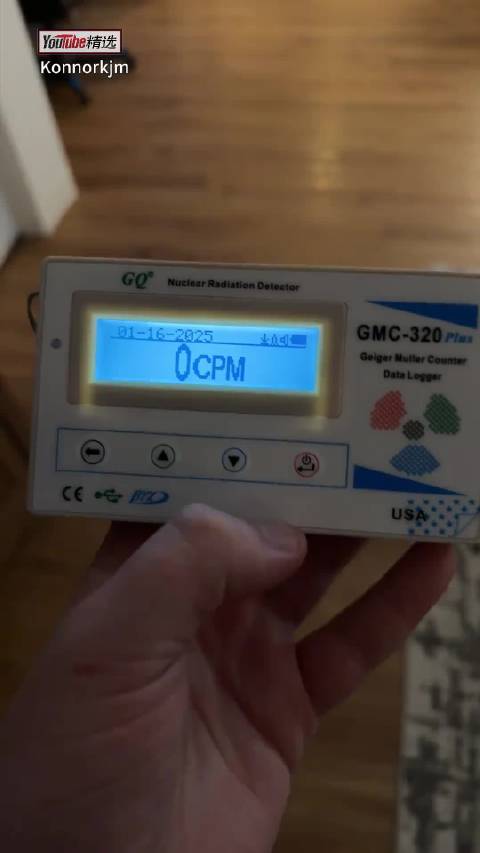 YouTube精选
Konnorkjm
GQ®
Nuclear Radiation Detector
01-16-2025
0CPM
GMC-320 Plus
Geiger Muller Counter
Data Logger
CE
USA